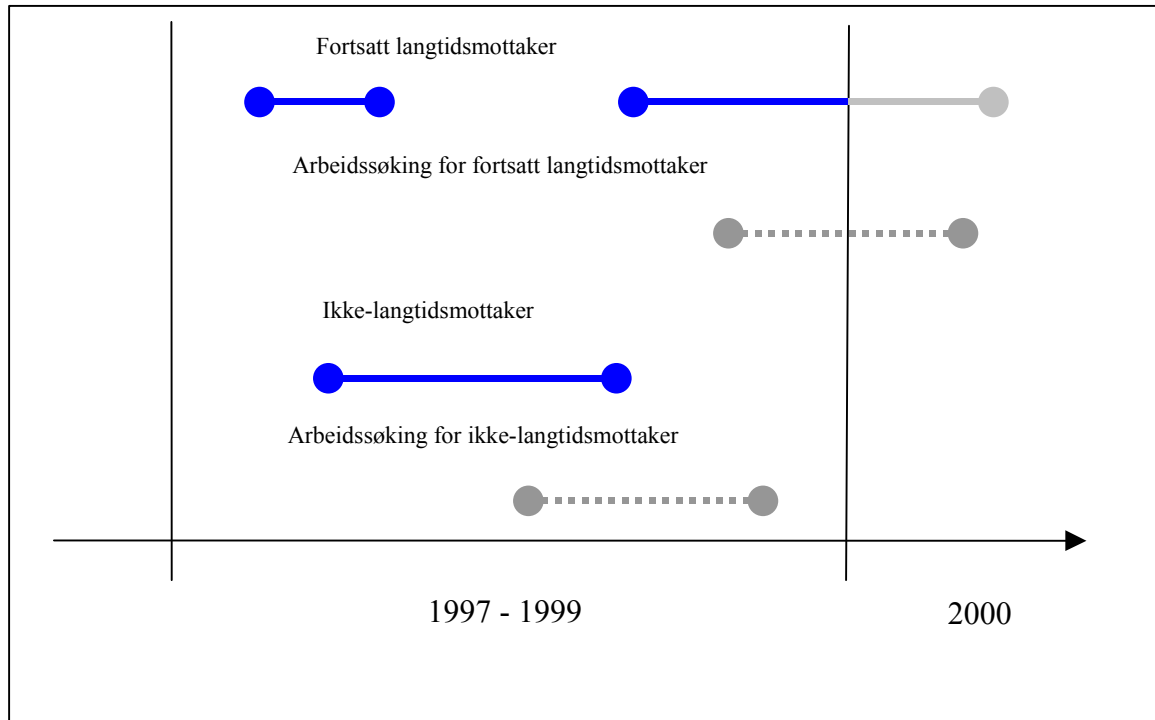 Fortsatt langtidsmottaker
Arbeidssøking for fortsatt langtidsmottaker
Ikke-langtidsmottaker
Arbeidssøking for ikke-langtidsmottaker
1997 - 1999
2000